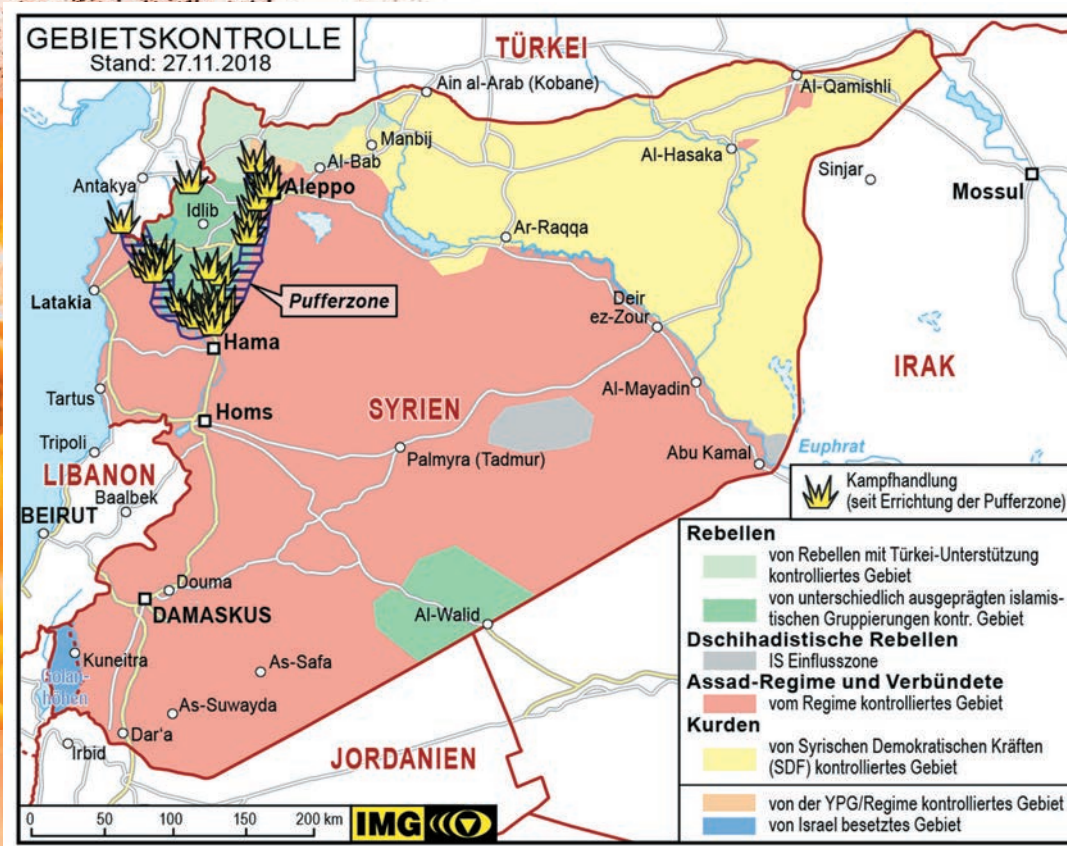 GEBIETSKONTROLLE
Stand: 27.11.2018
TÜRKEI
Ain al-Arab (Kobane)
Al-Qamishli
Manbij
Al-Bab
Al-Hasaka
Sinjar
Mossul
Antakya
Aleppo
Idlib
Ar-Raqqa
Latakia
Pufferzone
Deir
ez-Zour
Hama
IRAK
Al-Mayadin
Tartus
SYRIEN
Homs
Tripoli
Palmyra (Tadmur)
Abu Kamal
Euphrat
LIBANON
Baalbek
BEIRUT
Kampfhandlung
(seit Errichtung der Pufferzone)
Douma
DAMASKUS
Al-Walid
Kuneitra
Golan-
höhen
As-Safa
As-Suwayda
Dar'a
Irbid
JORDANIEN
Rebellen
von Rebellen mit Türkei-Unterstützung
kontrolliertes Gebiet
von unterschiedlich ausgeprägten islamis-
tischen Gruppierungen kontr. Gebiet
Dschihadistische Rebellen
IS Einflusszone
Assad-Regime und Verbündete
vom Regime kontrolliertes Gebiet
Kurden
von Syrischen Demokratischen Kräften
(SDF) kontrolliertes Gebiet
von der YPG/Regime kontrolliertes Gebiet
von Israel besetztes Gebiet
0 50 100 150 200 km
IMG